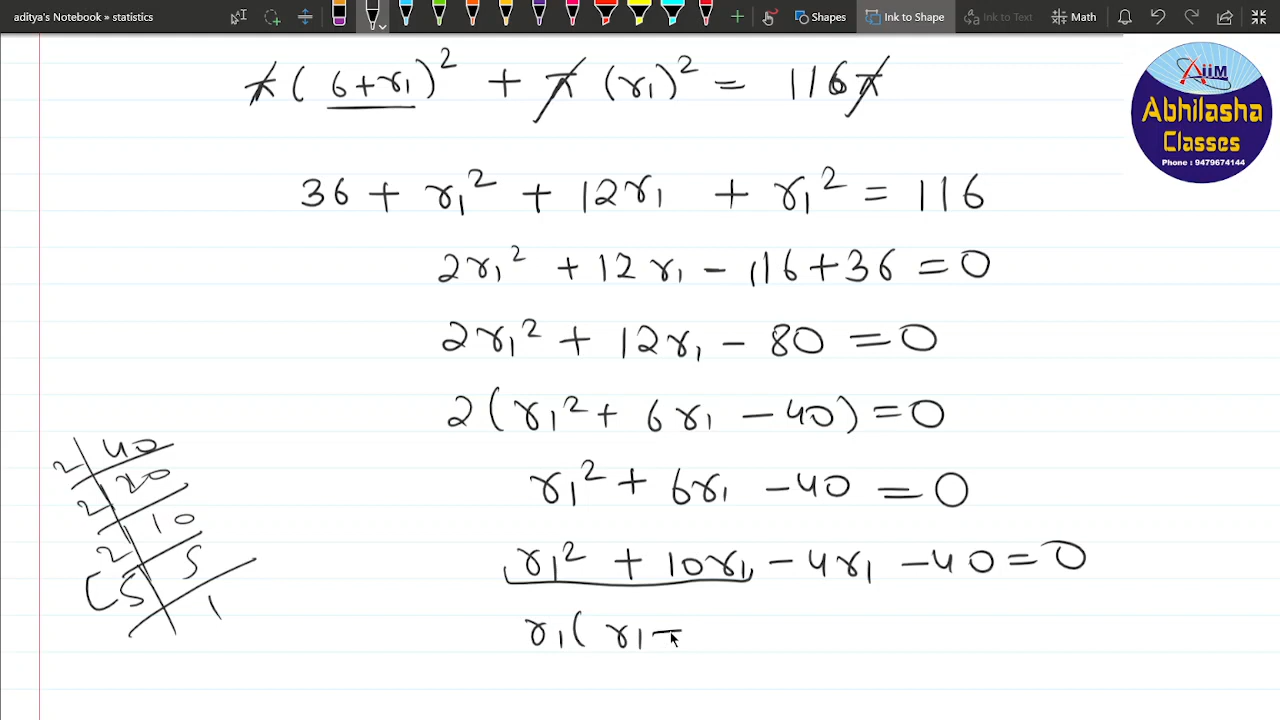 aditya's Notebook » statistics
Shapes
Ink to Shape
Ink to Text
Math
π(6+r₁)² + π(r₁)² = 116π
36 + r₁² + 12r₁ + r₁² = 116
2r₁² + 12r₁ - 116+36 = 0
2r₁² + 12r₁ - 80 = 0
2(r₁² + 6r₁ - 40) = 0
r₁² + 6r₁ - 40 = 0
r₁² + 10r₁ - 4r₁ - 40 = 0
r₁( r₁ -
2 40
2 20
2 10
5 5
1
AIIM
Abhilasha
Classes
Phone : 9479674144